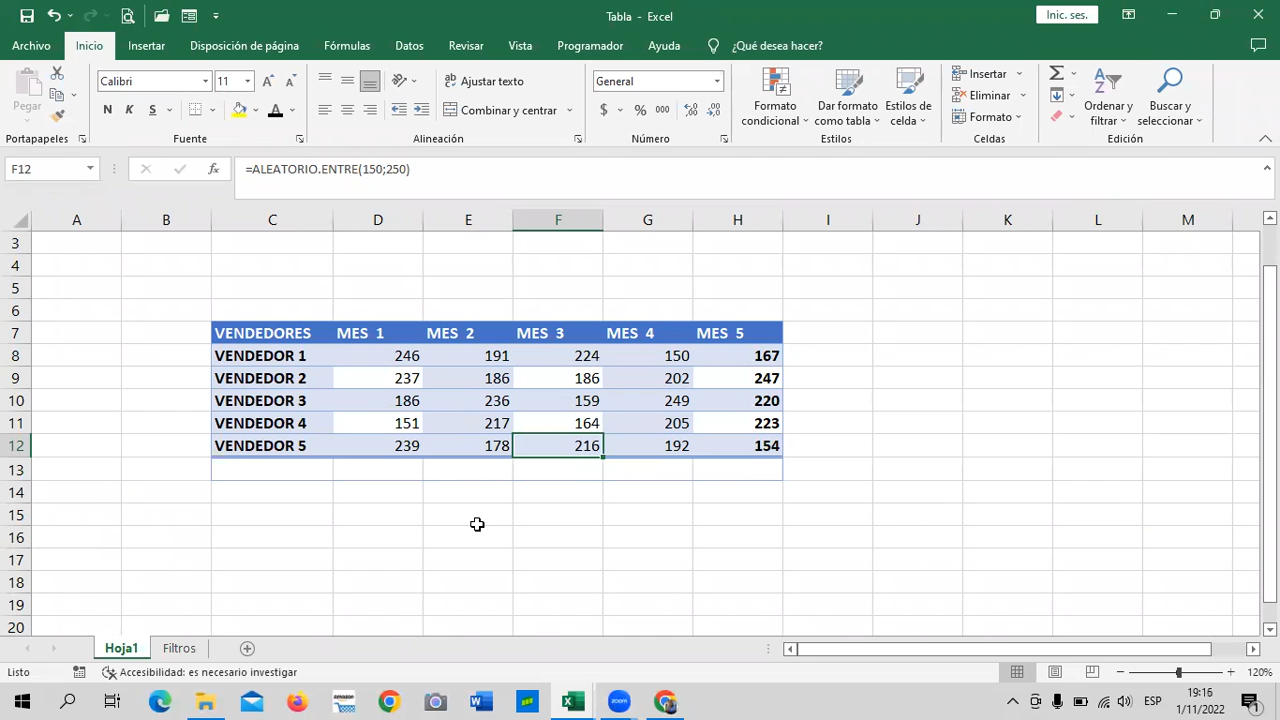 Tabla - Excel
Inic. ses.
Archivo Inicio Insertar Disposición de página Fórmulas Datos Revisar Vista Programador Ayuda ¿Qué desea hacer?
Pegar
Calibri 11
N K S
Ajustar texto
Combinar y centrar
General
$ % 000
Formato condicional
Dar formato como tabla
Estilos de celda
Insertar
Eliminar
Formato
Ordenar y filtrar
Buscar y seleccionar
Portapapeles Fuente Alineación Número Estilos Celdas Edición
F12 fx =ALEATORIO.ENTRE(150;250)
A B C D E F G H I J K L M
3
4
5
6
7 VENDEDORES MES 1 MES 2 MES 3 MES 4 MES 5
8 VENDEDOR 1 246 191 224 150 167
9 VENDEDOR 2 237 186 186 202 247
10 VENDEDOR 3 186 236 159 249 220
11 VENDEDOR 4 151 217 164 205 223
12 VENDEDOR 5 239 178 216 192 154
13
14
15
16
17
18
19
20
Hoja1 Filtros
Listo Accesibilidad: es necesario investigar 120%
zoom ESP 19:16
1/11/2022